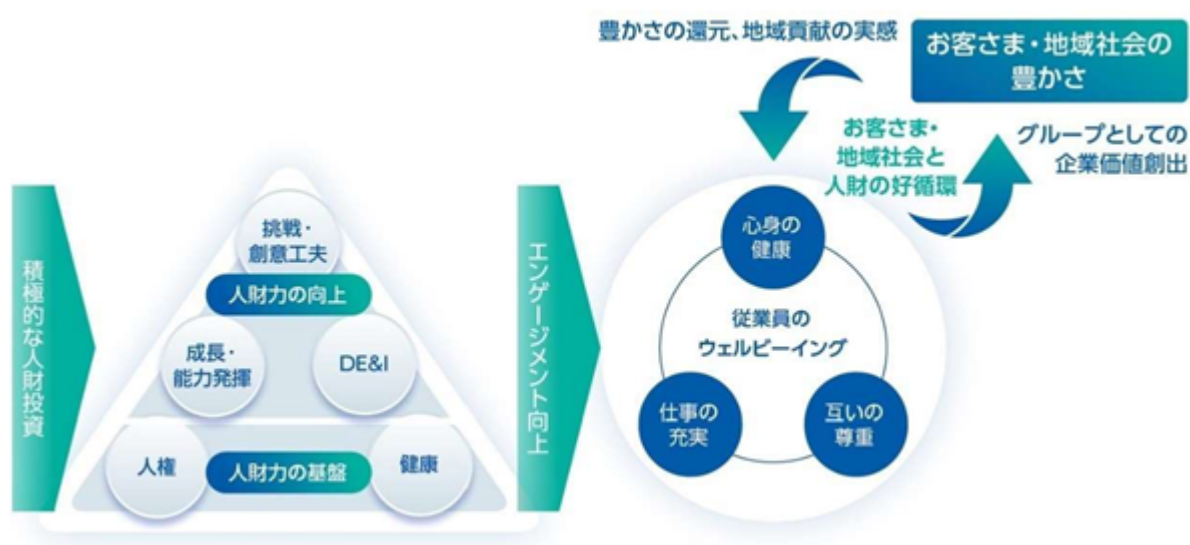 積極的な人財投資
挑戦・
創意工夫
人財力の向上
成長・
能力発揮
DE&I
人権
人財力の基盤
健康
エンゲージメント向上
豊かさの還元、地域貢献の実感
お客さま・地域社会の
豊かさ
お客さま・
地域社会と
人財の好循環
グループとしての
企業価値創出
心身の
健康
従業員の
ウェルビーイング
仕事の
充実
互いの
尊重